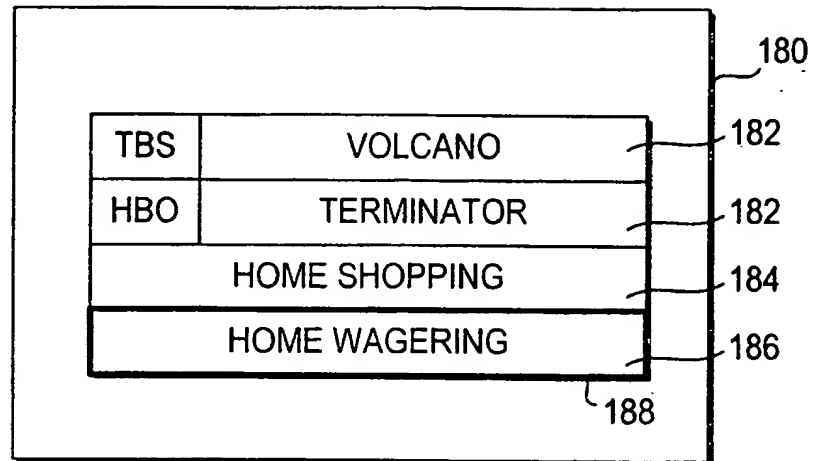 180
TBS VOLCANO 182
HBO TERMINATOR 182
HOME SHOPPING 184
HOME WAGERING 186
188